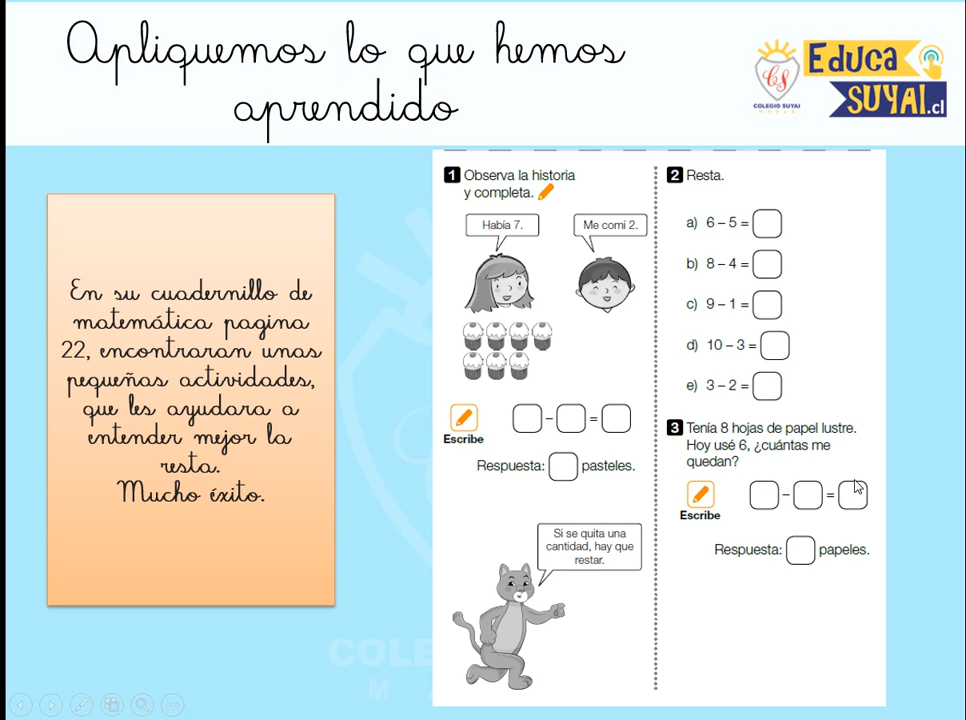 Apliquemos lo que hemos
aprendido
CS
COLEGIO SUYAI
EDUCA
SUYAI.cl
En su cuadernillo de
matemática pagina
22, encontraran unas
pequeñas actividades,
que les ayudara a
entender mejor la
resta.
Mucho éxito.
1 Observa la historia
y completa.
Había 7.
Me comí 2.
Escribe
- =
Respuesta: pasteles.
Si se quita una
cantidad, hay que
restar.
2 Resta.
a) 6 – 5 =
b) 8 – 4 =
c) 9 – 1 =
d) 10 – 3 =
e) 3 – 2 =
3 Tenía 8 hojas de papel lustre.
Hoy usé 6, ¿cuántas me
quedan?
Escribe
- =
Respuesta: papeles.